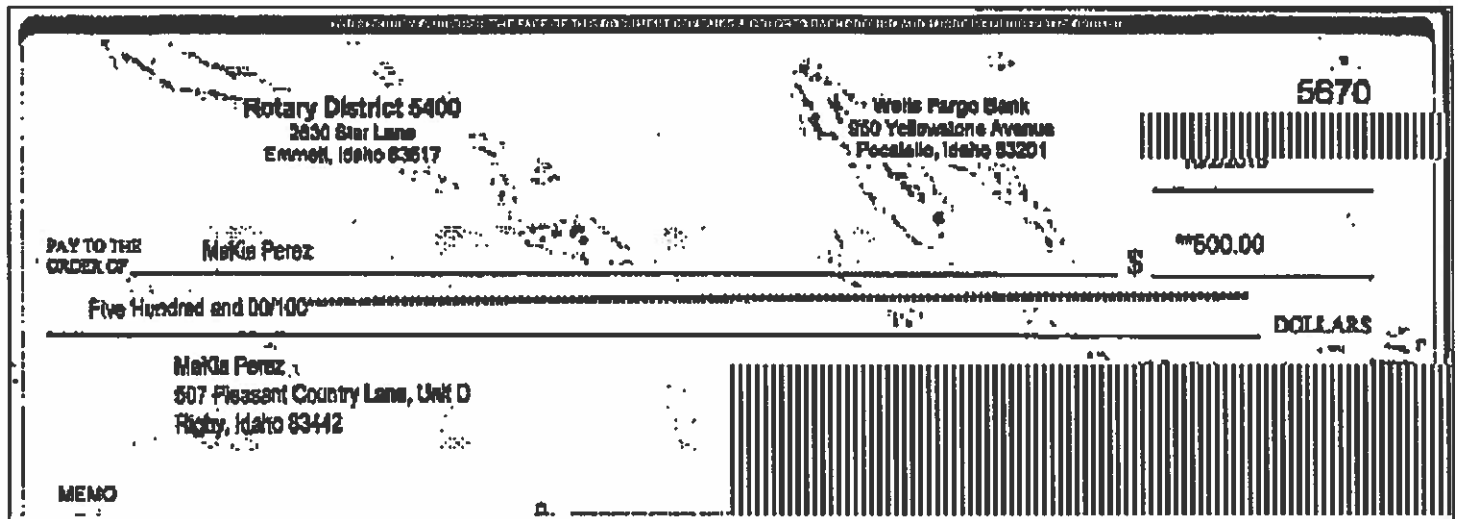 Rotary District 5400
2630 Star Lane
Emmett, Idaho 83617
Wells Fargo Bank
Yellowstone Avenue
Pocatello, Idaho 83201
5670
PAY TO THE
ORDER OF
MaKia Perez
$
**500.00
Five Hundred and 00/100
DOLLARS
MaKia Perez
507 Pleasant Country Lane, Unit D
Rigby, Idaho 83442
MEMO